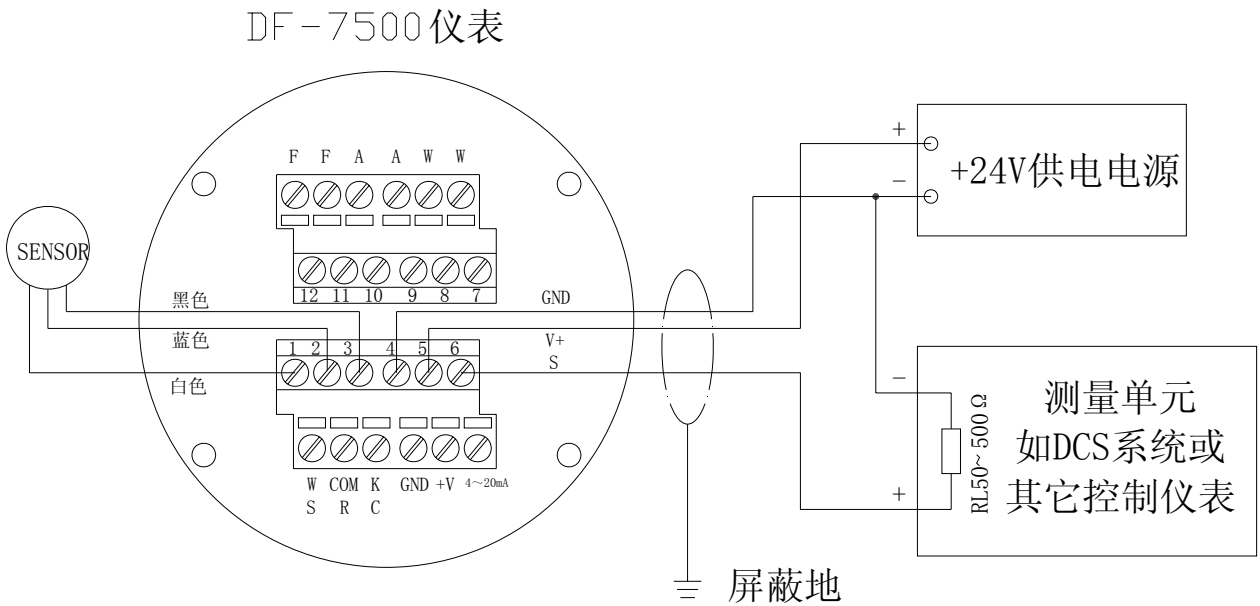 DF-7500仪表
F F A A W W
+
-
+24V供电电源
SENSOR
12 11 10 9 8 7
黑色
GND
蓝色
V+
1 2 3 4 5 6
S
白色
-
RL50~500Ω
+
测量单元
如DCS系统或
其它控制仪表
W COM K GND +V 4~20mA
S R C
屏蔽地